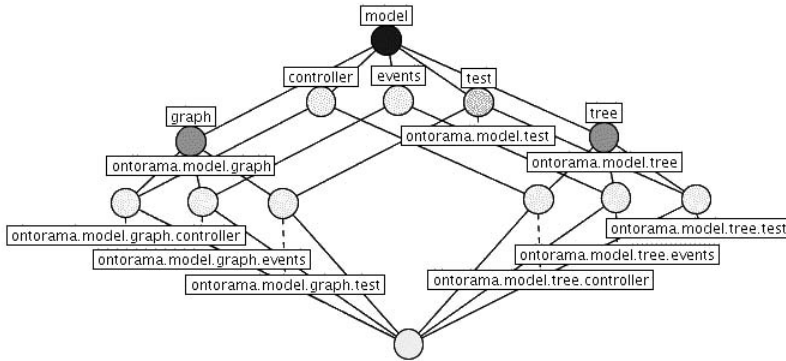 model
controller
events
test
graph
tree
ontorama.model.test
ontorama.model.graph
ontorama.model.tree
ontorama.model.graph.controller
ontorama.model.tree.test
ontorama.model.graph.events
ontorama.model.tree.events
ontorama.model.graph.test
ontorama.model.tree.controller